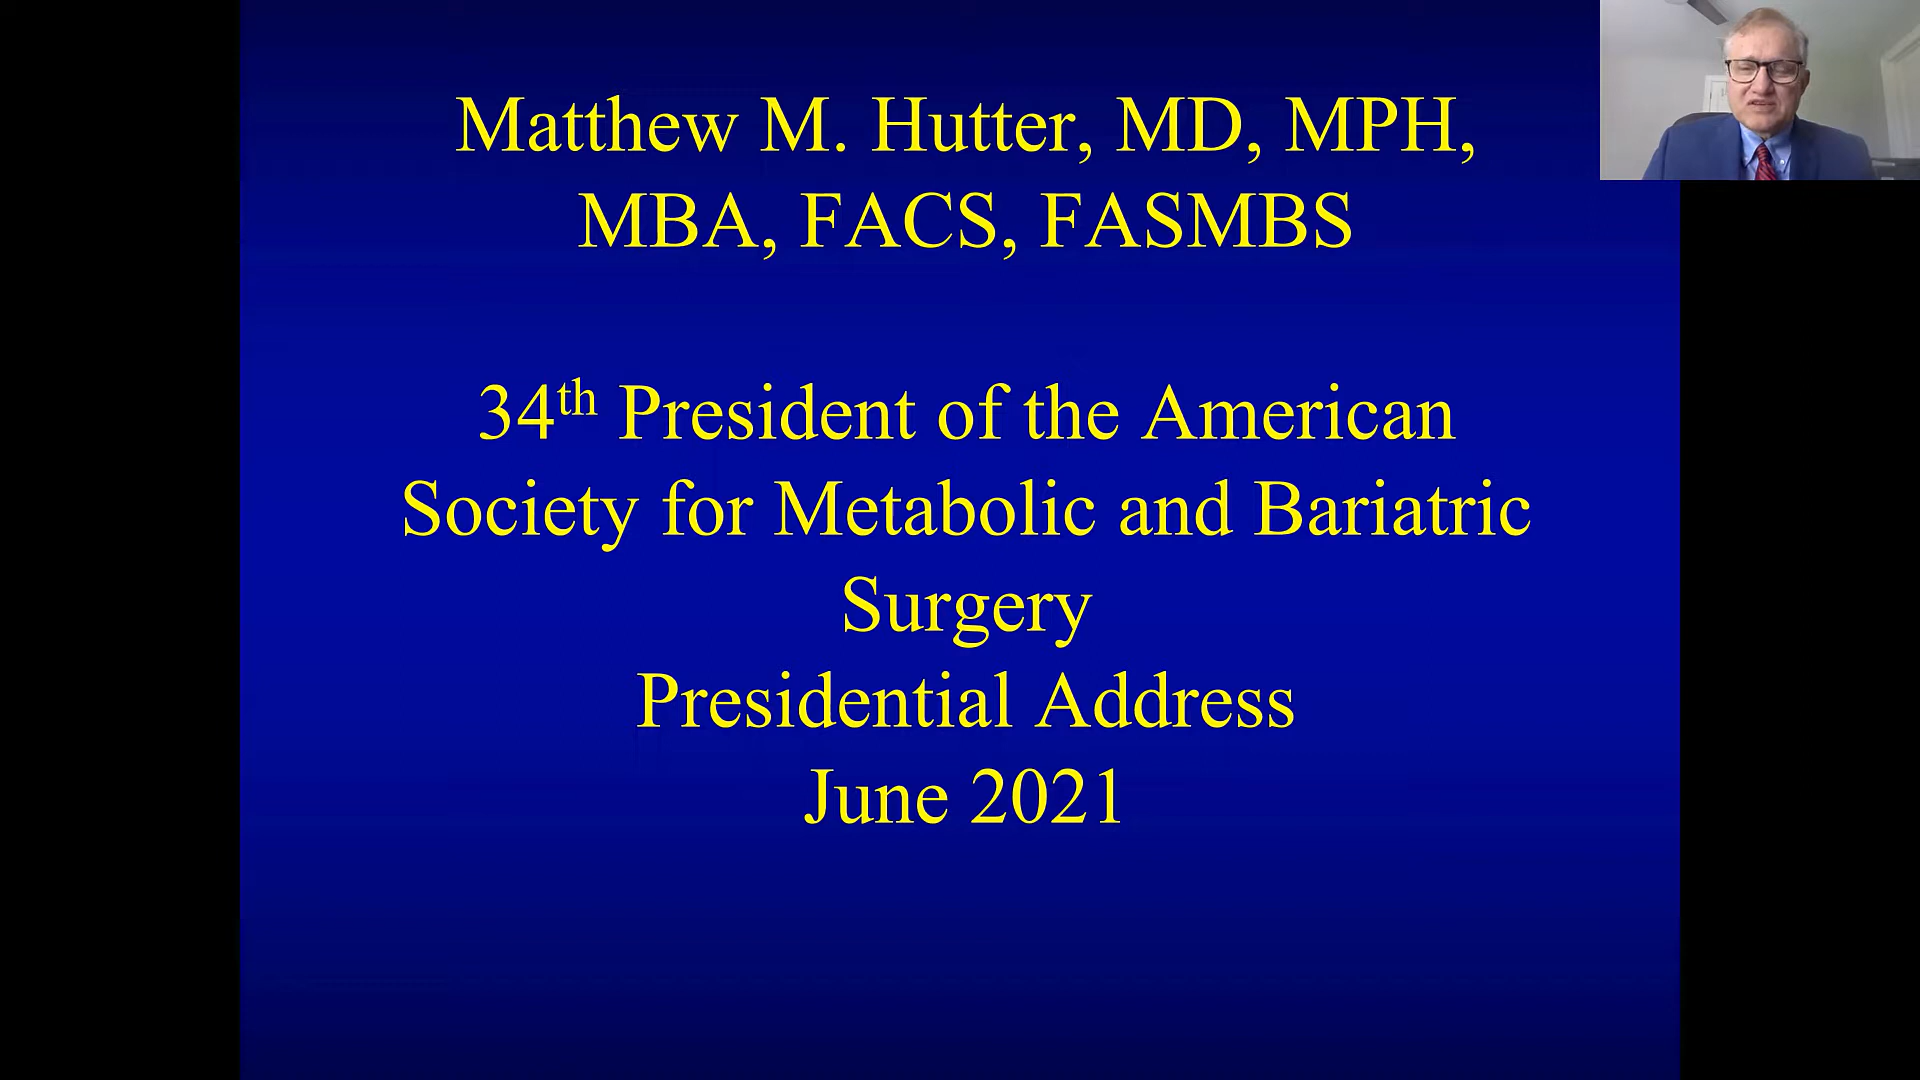 Matthew M. Hutter, MD, MPH,
MBA, FACS, FASMBS
34th President of the American
Society for Metabolic and Bariatric
Surgery
Presidential Address
June 2021